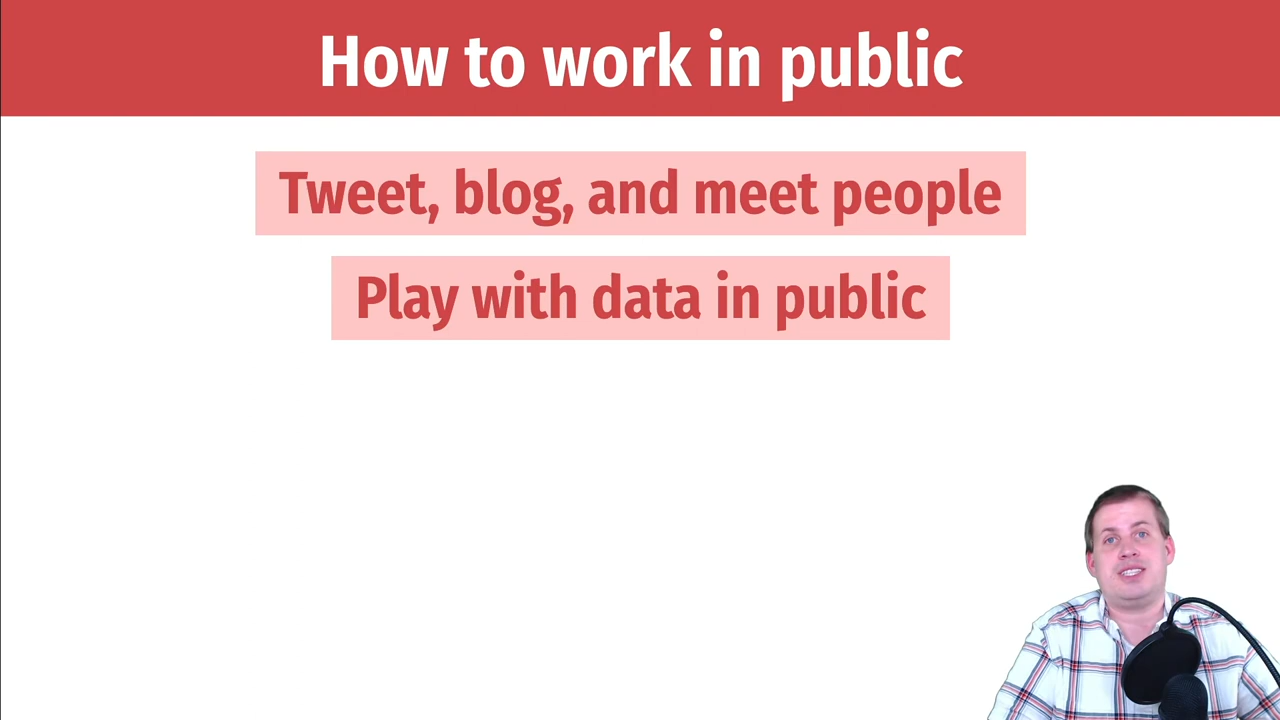 How to work in public
Tweet, blog, and meet people
Play with data in public